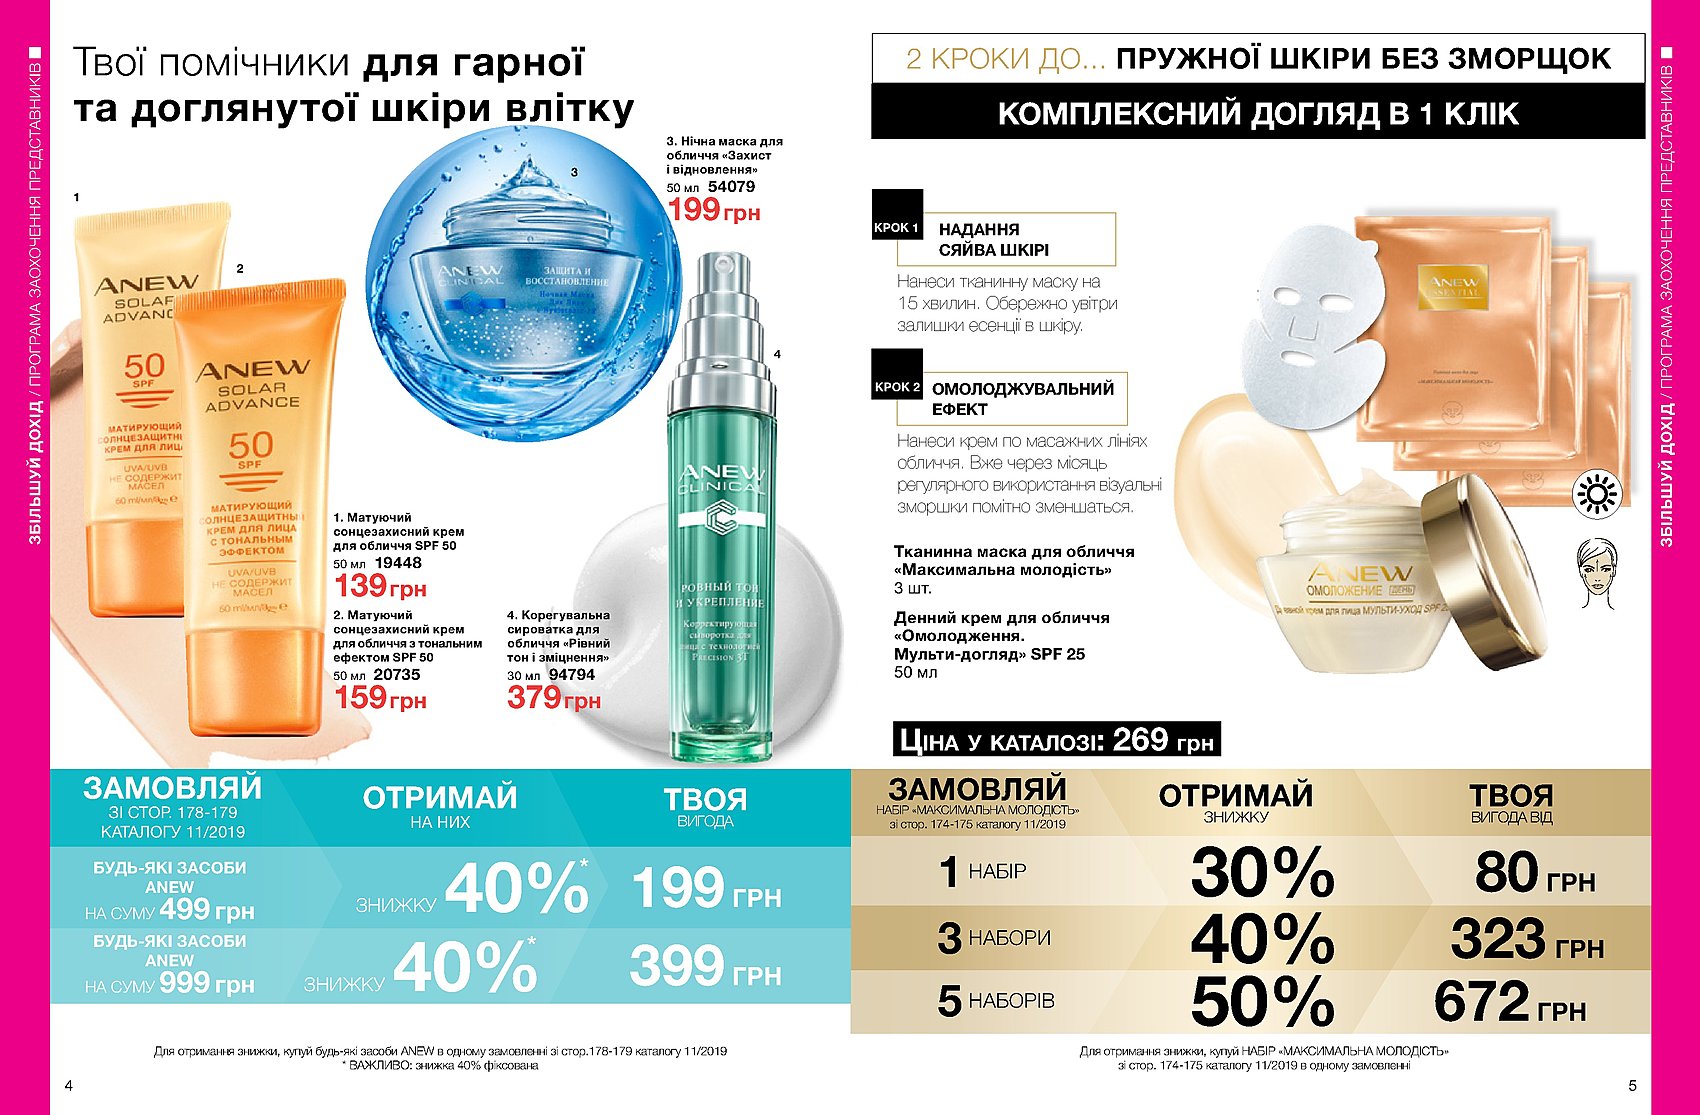 ЗБІЛЬШУЙ ДОХІД / ПРОГРАМА ЗАОХОЧЕННЯ ПРЕДСТАВНИКІВ
Твої помічники для гарної
та доглянутої шкіри влітку
1
2
3
4
3. Нічна маска для
обличчя «Захист
і відновлення»
50 мл 54079
199 грн
ANEW
SOLAR
ADVANC
50
SPF
МАТИРУЮЩИЙ
СОЛНЦЕЗАЩИТНЫ
КРЕМ ДЛЯ ЛИЦА
UVA/UVB
НЕ СОДЕРЖИТ
МАСЕЛ
ANEW
SOLAR
ADVANCE
50
SPF
МАТИРУЮЩИЙ
СОЛНЦЕЗАЩИТНЫЙ
КРЕМ ДЛЯ ЛИЦА
С ТОНАЛЬНЫМ
ЭФФЕКТОМ
UVA/UVB
НЕ СОДЕРЖИТ
МАСЕЛ
ANEW
CLINICAL
ЗАЩИТА И
ВОССТАНОВЛЕНИЕ
Ночная Маска
Для Лица
ANEW
CLINICAL
РОВНЫЙ ТОН
И УКРЕПЛЕНИЕ
Корректирующая
сыворотка для
лица с технологией
PRECISION 3T
1. Матуючий
сонцезахисний крем
для обличчя SPF 50
50 мл 19448
139 грн
2. Матуючий
сонцезахисний крем
для обличчя з тональним
ефектом SPF 50
50 мл 20735
159 грн
4. Корегувальна
сироватка для
обличчя «Рівний
тон і зміцнення»
30 мл 94794
379 грн
ЗАМОВЛЯЙ
ЗІ СТОР. 178-179
КАТАЛОГУ 11/2019
ОТРИМАЙ
НА НИХ
ТВОЯ
ВИГОДА
БУДЬ-ЯКІ ЗАСОБИ
ANEW
НА СУМУ 499 грн
ЗНИЖКУ 40%*
199 ГРН
БУДЬ-ЯКІ ЗАСОБИ
ANEW
НА СУМУ 999 грн
ЗНИЖКУ 40%*
399 ГРН
Для отримання знижки, купуй будь-які засоби ANEW в одному замовленні зі стор.178-179 каталогу 11/2019
* ВАЖЛИВО: знижка 40% фіксована
4
2 КРОКИ ДО... ПРУЖНОЇ ШКІРИ БЕЗ ЗМОРЩОК
КОМПЛЕКСНИЙ ДОГЛЯД В 1 КЛІК
КРОК 1
НАДАННЯ
СЯЙВА ШКІРІ
Нанеси тканинну маску на
15 хвилин. Обережно увітри
залишки есенції в шкіру.
КРОК 2
ОМОЛОДЖУВАЛЬНИЙ
ЕФЕКТ
Нанеси крем по масажних лініях
обличчя. Вже через місяць
регулярного використання візуальні
зморшки помітно зменшаться.
Тканинна маска для обличчя
«Максимальна молодість»
3 шт.
Денний крем для обличчя
«Омолодження.
Мульти-догляд» SPF 25
50 мл
ANEW
ESSENTIAL
«МАКСИМАЛЬНАЯ МОЛОДОСТЬ»
ANEW
ОМОЛОЖЕНИЕ ДЕНЬ
Дневной крем для лица МУЛЬТИ-УХОД SPF 25
ЦІНА У КАТАЛОЗІ: 269 грн
ЗАМОВЛЯЙ
НАБІР «МАКСИМАЛЬНА МОЛОДІСТЬ»
зі стор. 174-175 каталогу 11/2019
ОТРИМАЙ
ЗНИЖКУ
ТВОЯ
ВИГОДА ВІД
1 НАБІР
30%
80 ГРН
3 НАБОРИ
40%
323 ГРН
5 НАБОРІВ
50%
672 ГРН
Для отримання знижки, купуй НАБІР «МАКСИМАЛЬНА МОЛОДІСТЬ»
зі стор. 174-175 каталогу 11/2019 в одному замовленні
5
ЗБІЛЬШУЙ ДОХІД / ПРОГРАМА ЗАОХОЧЕННЯ ПРЕДСТАВНИКІВ